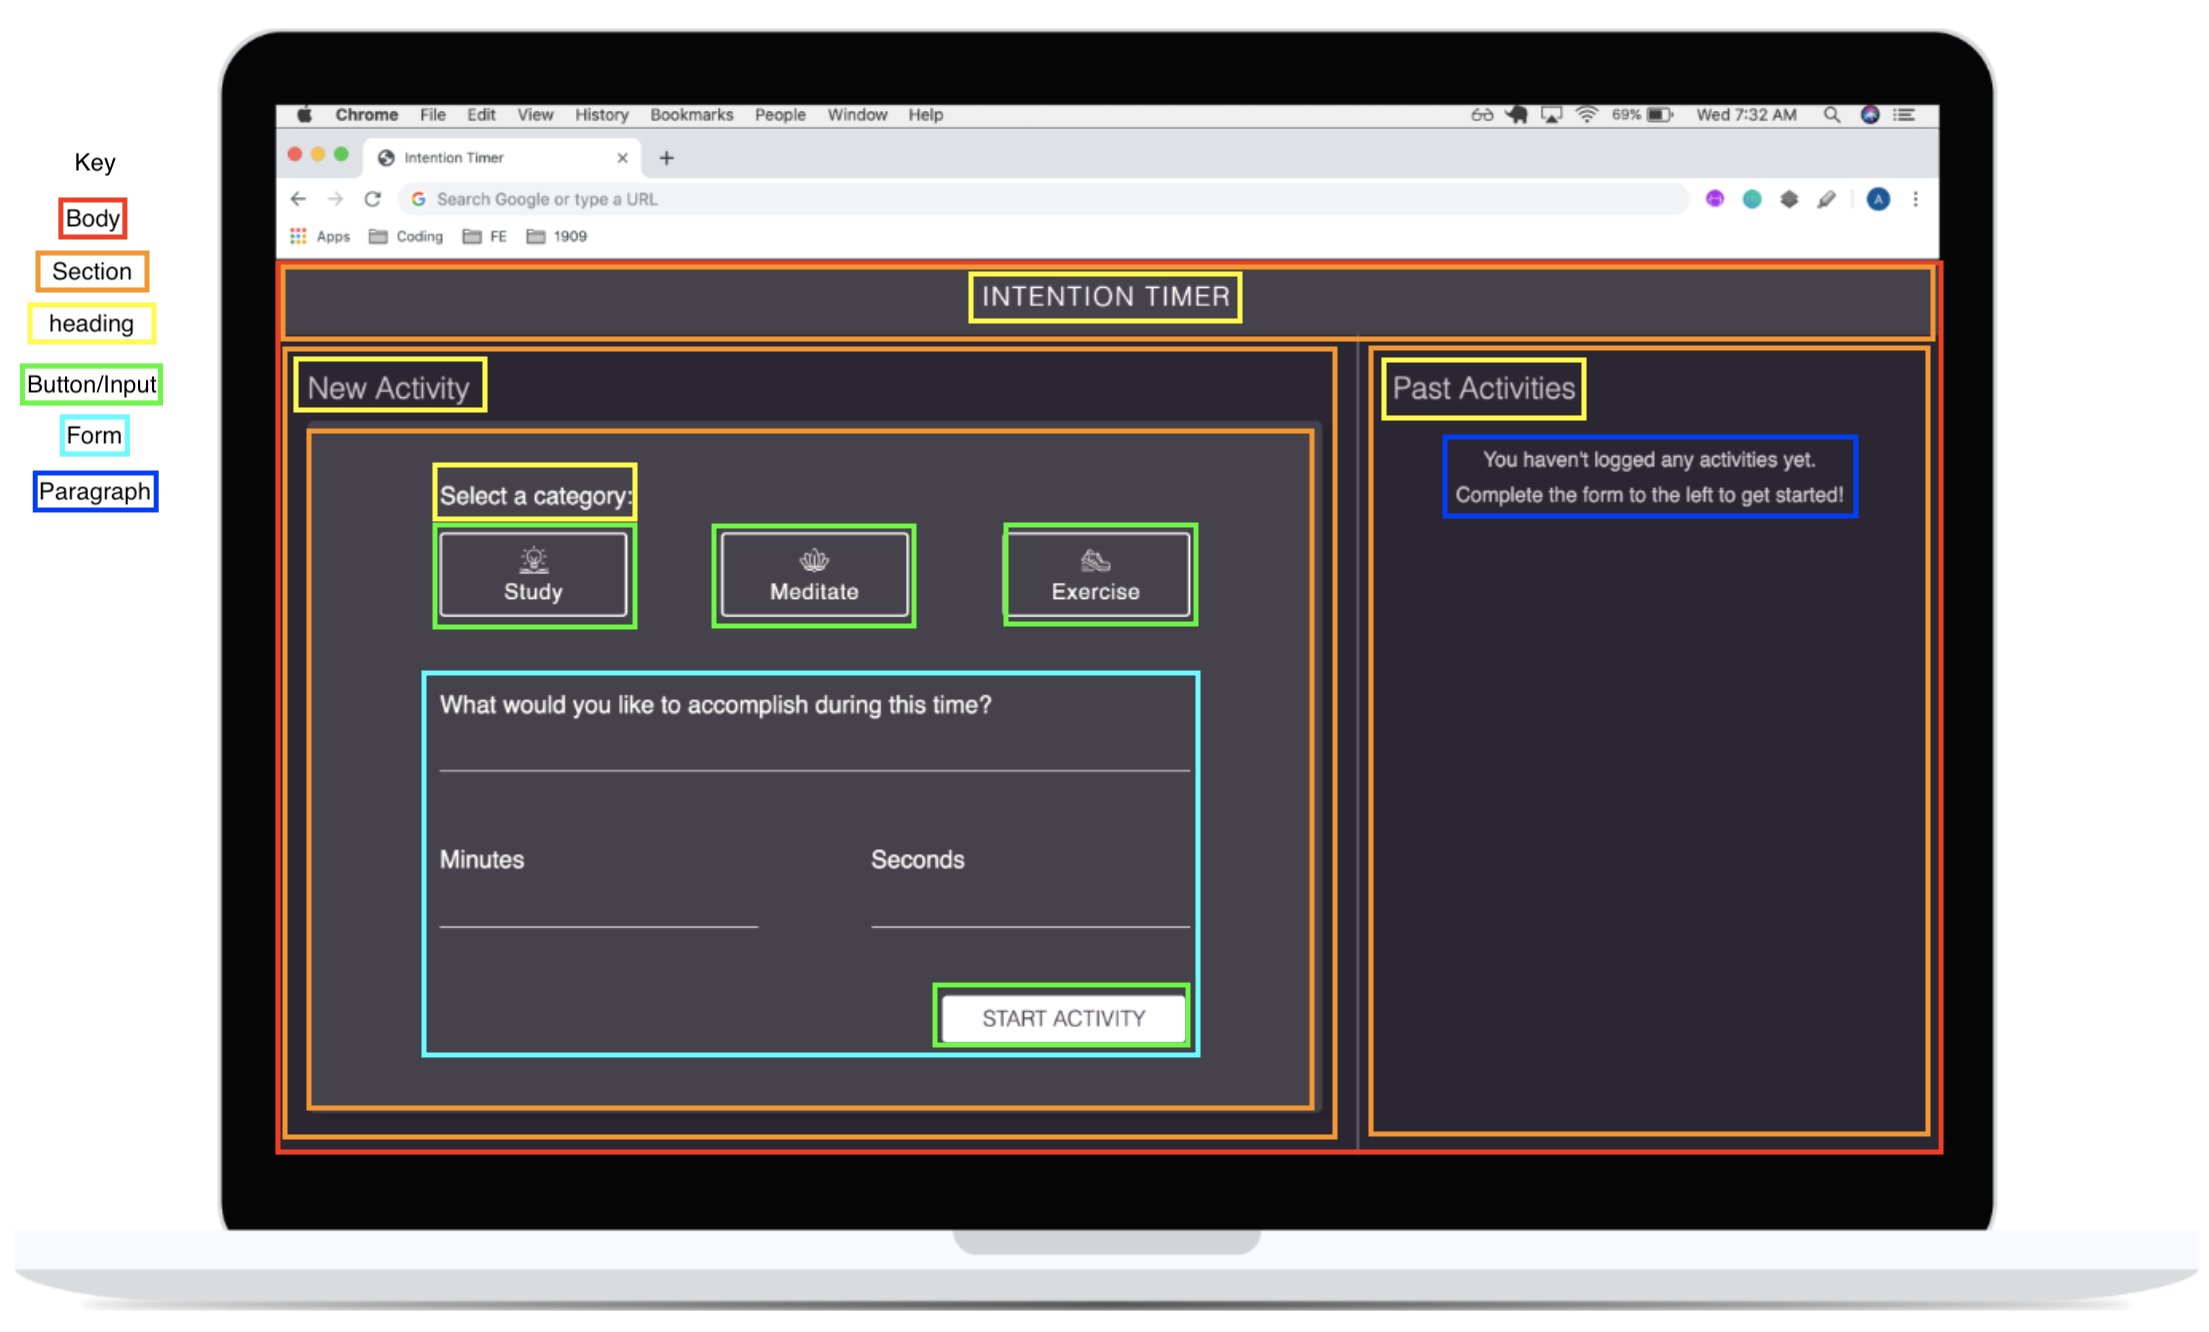 Chrome File Edit View History Bookmarks People Window Help 69% Wed 7:32 AM
Intention Timer
Search Google or type a URL
A
Apps Coding FE 1909
Key
Body
Section
heading
Button/Input
Form
Paragraph
INTENTION TIMER
New Activity
Select a category:
Study Meditate Exercise
What would you like to accomplish during this time?
Minutes Seconds
START ACTIVITY
Past Activities
You haven't logged any activities yet.
Complete the form to the left to get started!